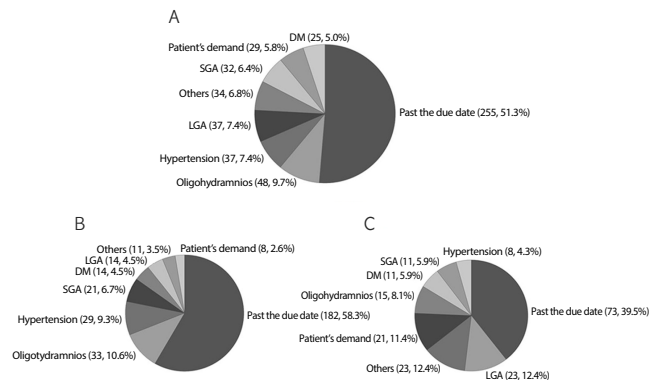 A
DM (25, 5.0%)
Patient's demand (29, 5.8%)
SGA (32, 6.4%)
Others (34, 6.8%)
LGA (37, 7.4%)
Hypertension (37, 7.4%)
Oligohydramnios (48, 9.7%)
Past the due date (255, 51.3%)
B
Others (11, 3.5%)
Patient's demand (8, 2.6%)
LGA (14, 4.5%)
DM (14, 4.5%)
SGA (21, 6.7%)
Hypertension (29, 9.3%)
Oligotydramnios (33, 10.6%)
Past the due date (182, 58.3%)
C
Hypertension (8, 4.3%)
SGA (11, 5.9%)
DM (11, 5.9%)
Oligohydramnios (15, 8.1%)
Patient's demand (21, 11.4%)
Others (23, 12.4%)
LGA (23, 12.4%)
Past the due date (73, 39.5%)